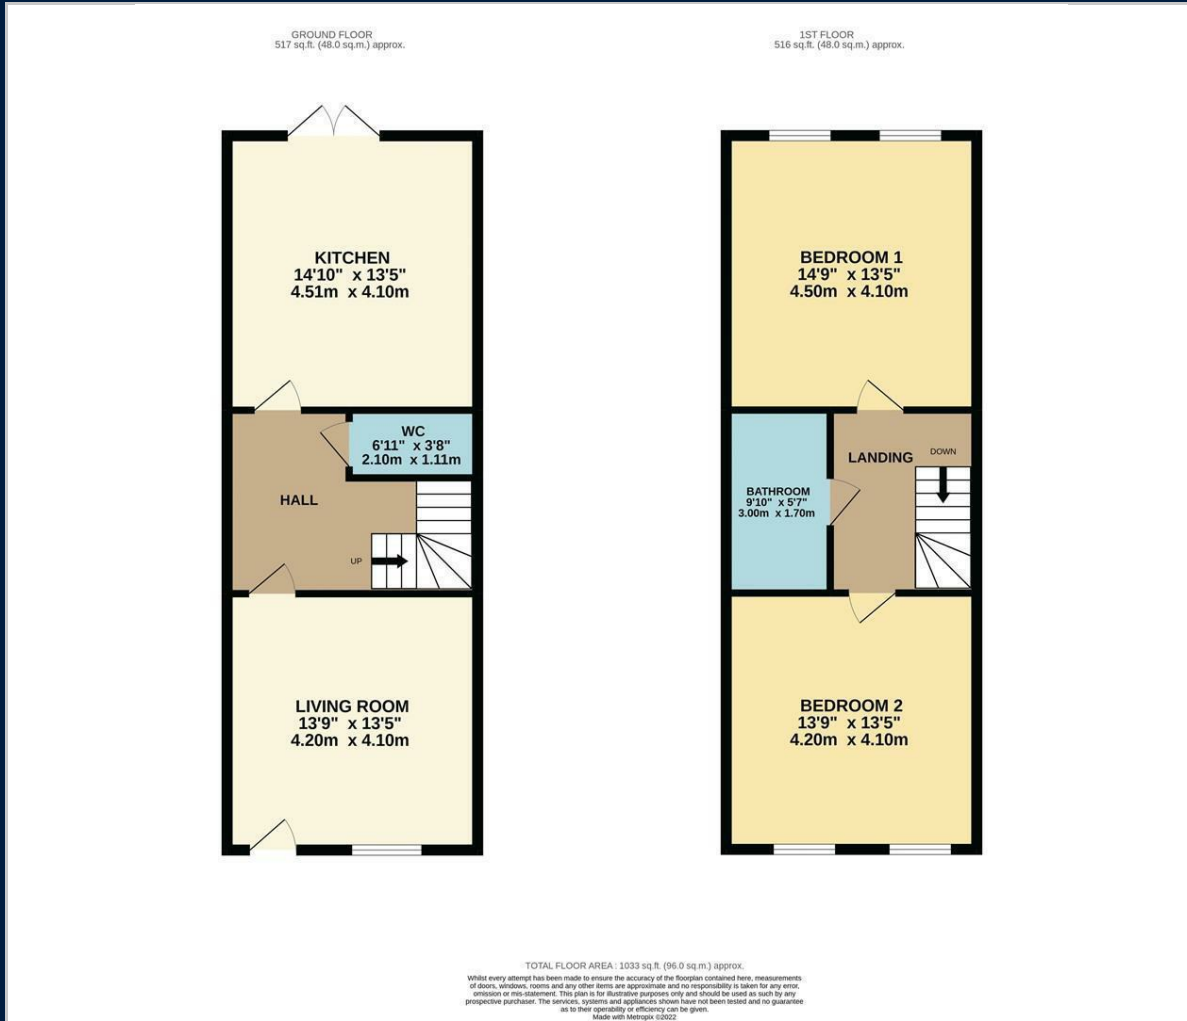 GROUND FLOOR
517 sq.ft. (48.0 sq.m.) approx.
KITCHEN
14'10" x 13'5"
4.51m x 4.10m
WC
6'11" x 3'8"
2.10m x 1.11m
HALL
UP
LIVING ROOM
13'9" x 13'5"
4.20m x 4.10m
1ST FLOOR
516 sq.ft. (48.0 sq.m.) approx.
BEDROOM 1
14'9" x 13'5"
4.50m x 4.10m
LANDING
DOWN
BATHROOM
9'10" x 5'7"
3.00m x 1.70m
BEDROOM 2
13'9" x 13'5"
4.20m x 4.10m
TOTAL FLOOR AREA : 1033 sq.ft. (96.0 sq.m.) approx.
Whilst every attempt has been made to ensure the accuracy of the floorplan contained here, measurements
of doors, windows, rooms and any other items are approximate and no responsibility is taken for any error,
omission or mis-statement. This plan is for illustrative purposes only and should be used as such by any
prospective purchaser. The services, systems and appliances shown have not been tested and no guarantee
as to their operability or efficiency can be given.
Made with Metropix ©2022